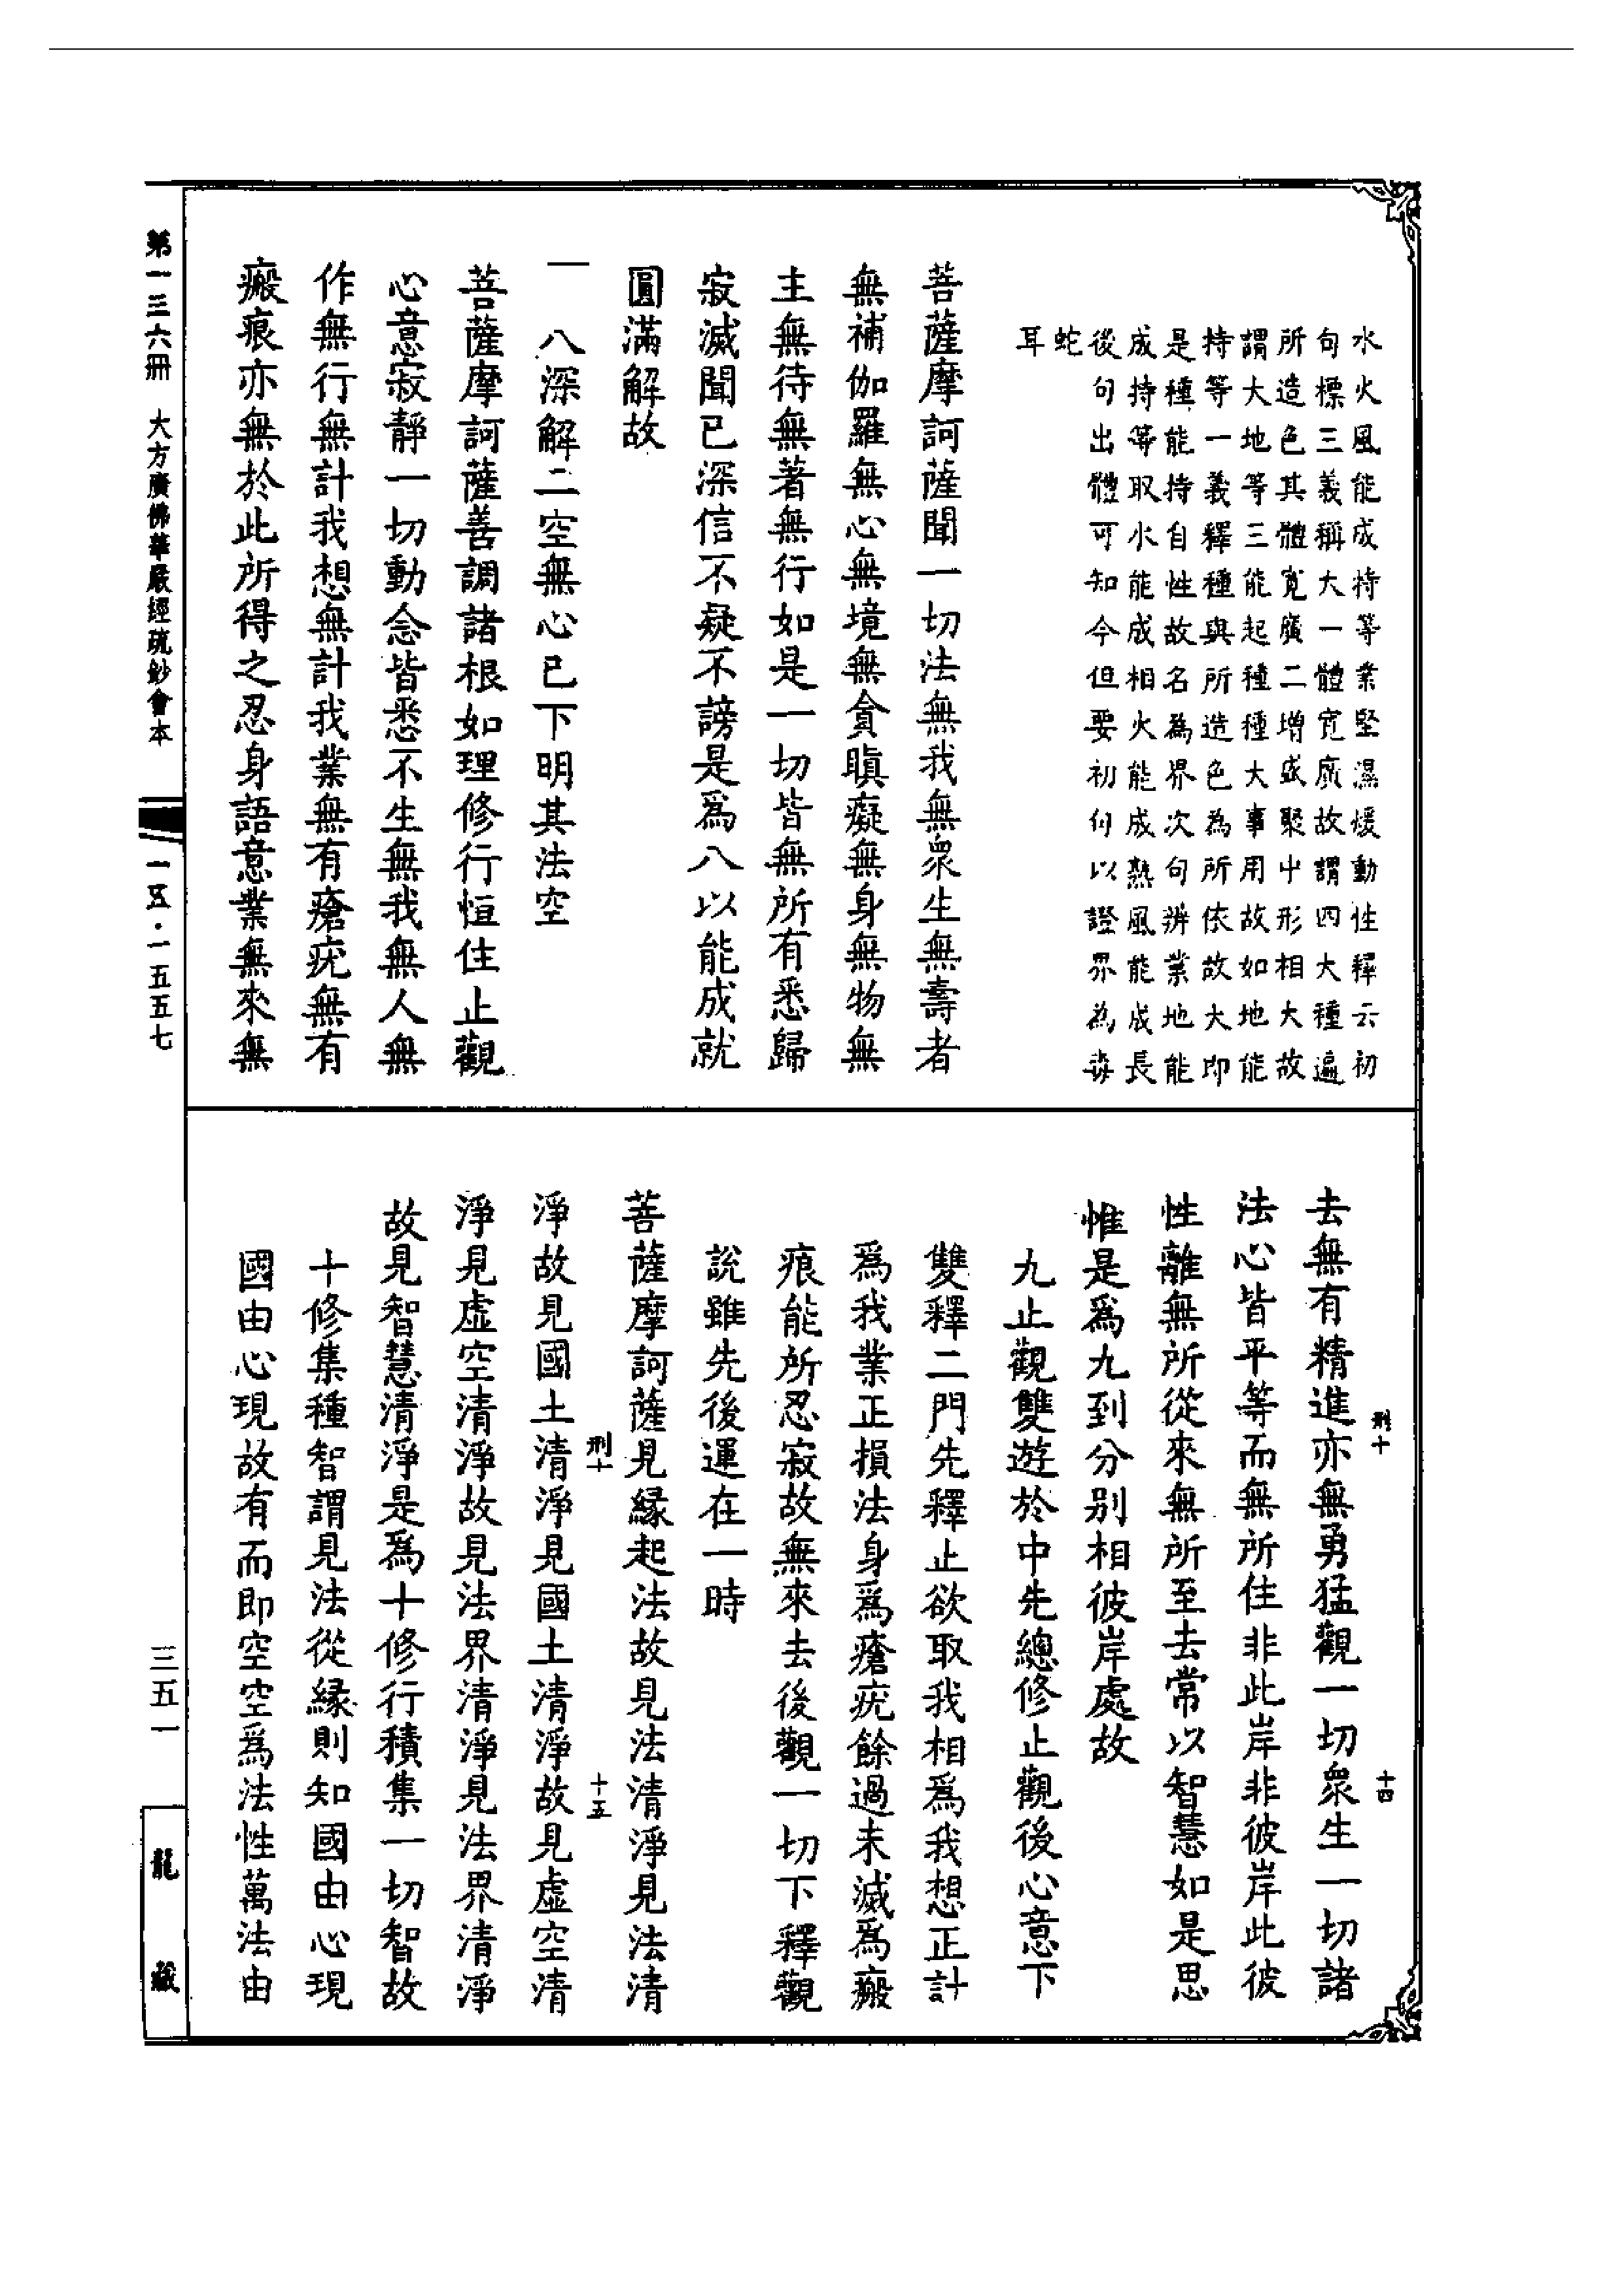 水火風能成持等業堅濕煖動性釋云初
句標三義稱大一體寬廣故謂四大種遍
所造色其體寬廣二增盛聚中形相大故
謂大地等三能起種種大事用故如地能
持等一義釋種與所造色為所依故大即
是種能持自性故名為界次句辨業地能
成持等取水能成相火能成熟風能成長
後句出體可知今但要初句以證界為毒
蛇
耳
菩薩摩訶薩聞一切法無我無眾生無壽者
無補伽羅無心無境無貪瞋癡無身無物無
主無待無著無行如是一切皆無所有悉歸
寂滅聞已深信不疑不謗是為八以能成就
圓滿解故
一
八深解二空無心已下明其法空
菩薩摩訶薩善調諸根如理修行恒住止觀
心意寂靜一切動念皆悉不生無我無人無
作無行無計我想無計我業無有瘡疣無有
瘢痕亦無於此所得之忍身語意業無來無
去無有精進亦無勇猛觀一切眾生一切諸
法心皆平等而無所住非此岸非彼岸此彼
性離無所從來無所至去常以智慧如是思
惟是為九到分別相彼岸處故
九止觀雙遊於中先總修止觀後心意下
雙釋二門先釋止欲取我相為我想正計
為我業正損法身為瘡疣餘過未滅為瘢
痕能所忍寂故無來去後觀一切下釋觀
說雖先後運在一時
菩薩摩訶薩見緣起法故見法清淨見法清
淨故見國土清淨見國土清淨故見虛空清
淨見虛空清淨故見法界清淨見法界清淨
故見智慧清淨是為十修行積集一切智故
十修集種智謂見法從緣則知國由心現
國由心現故有而即空空為法性萬法由
刑十
十四
刑十
十五
第一三六冊 大方廣佛華嚴經疏鈔會本
一五·一五五七
三五一
龍藏